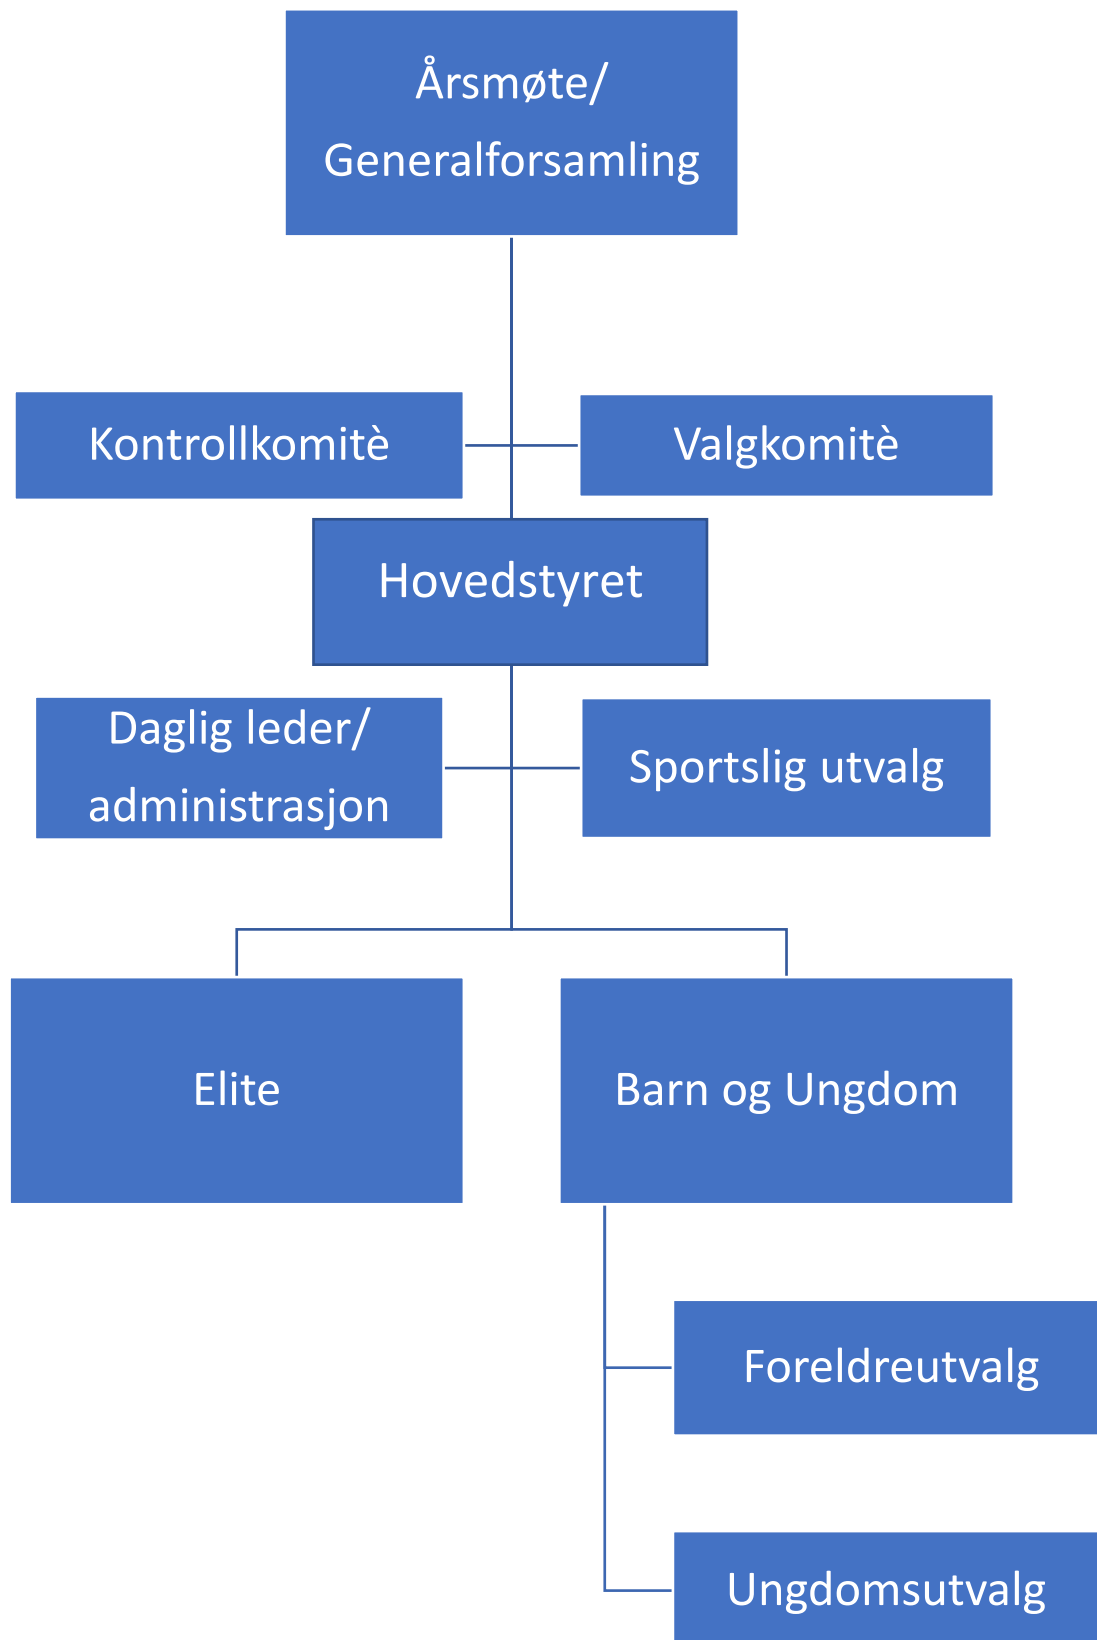 Årsmøte/
Generalforsamling
Kontrollkomitè
Valgkomitè
Hovedstyret
Daglig leder/
administrasjon
Sportslig utvalg
Elite
Barn og Ungdom
Foreldreutvalg
Ungdomsutvalg